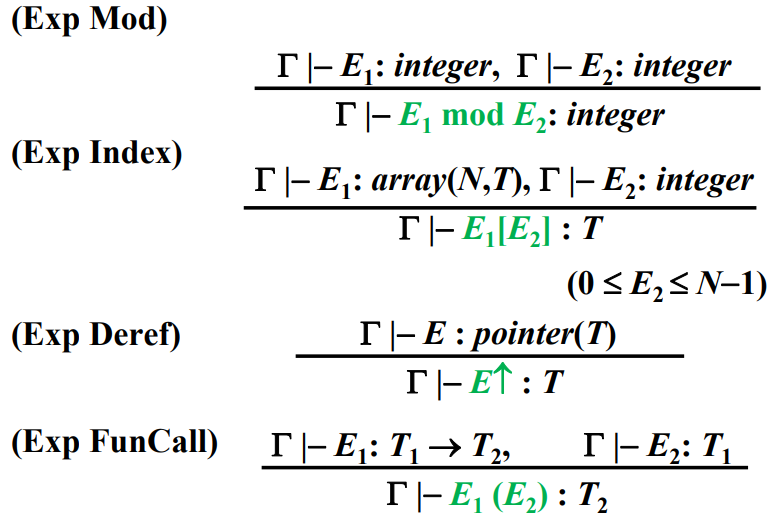 (Exp Mod)
Γ |– E₁: integer, Γ |– E₂: integer
Γ |– E₁ mod E₂: integer
(Exp Index)
Γ |– E₁: array(N,T), Γ |– E₂: integer
Γ |– E₁[E₂] : T
(0 ≤ E₂ ≤ N–1)
(Exp Deref)
Γ |– E : pointer(T)
Γ |– E↑ : T
(Exp FunCall)
Γ |– E₁: T₁ → T₂, Γ |– E₂: T₁
Γ |– E₁ (E₂) : T₂